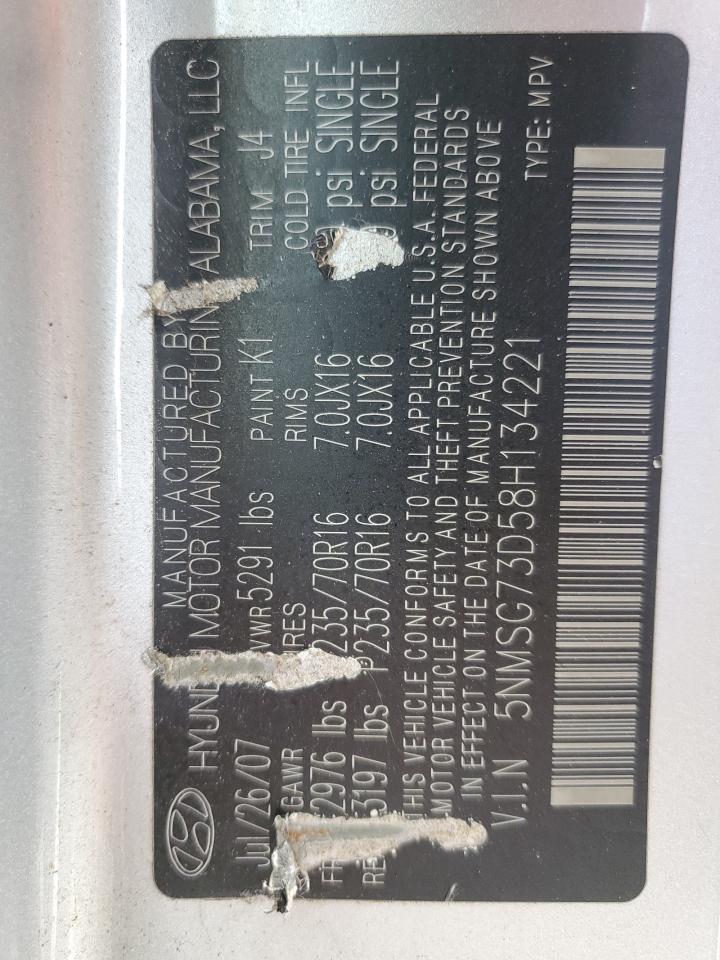 MANUFACTURED BY
HYUNDAI MOTOR MANUFACTURING ALABAMA, LLC
Jul/26/07 GVWR 5291 lbs PAINT K1 TRIM J4
GAWR TIRES RIMS COLD TIRE INFL
2976 lbs P235/70R16 7.0JX16 psi SINGLE
3197 lbs P235/70R16 7.0JX16 psi SINGLE
THIS VEHICLE CONFORMS TO ALL APPLICABLE U.S.A. FEDERAL
MOTOR VEHICLE SAFETY AND THEFT PREVENTION STANDARDS
IN EFFECT ON THE DATE OF MANUFACTURE SHOWN ABOVE
V.I.N 5NMSG73D58H134221 TYPE: MPV